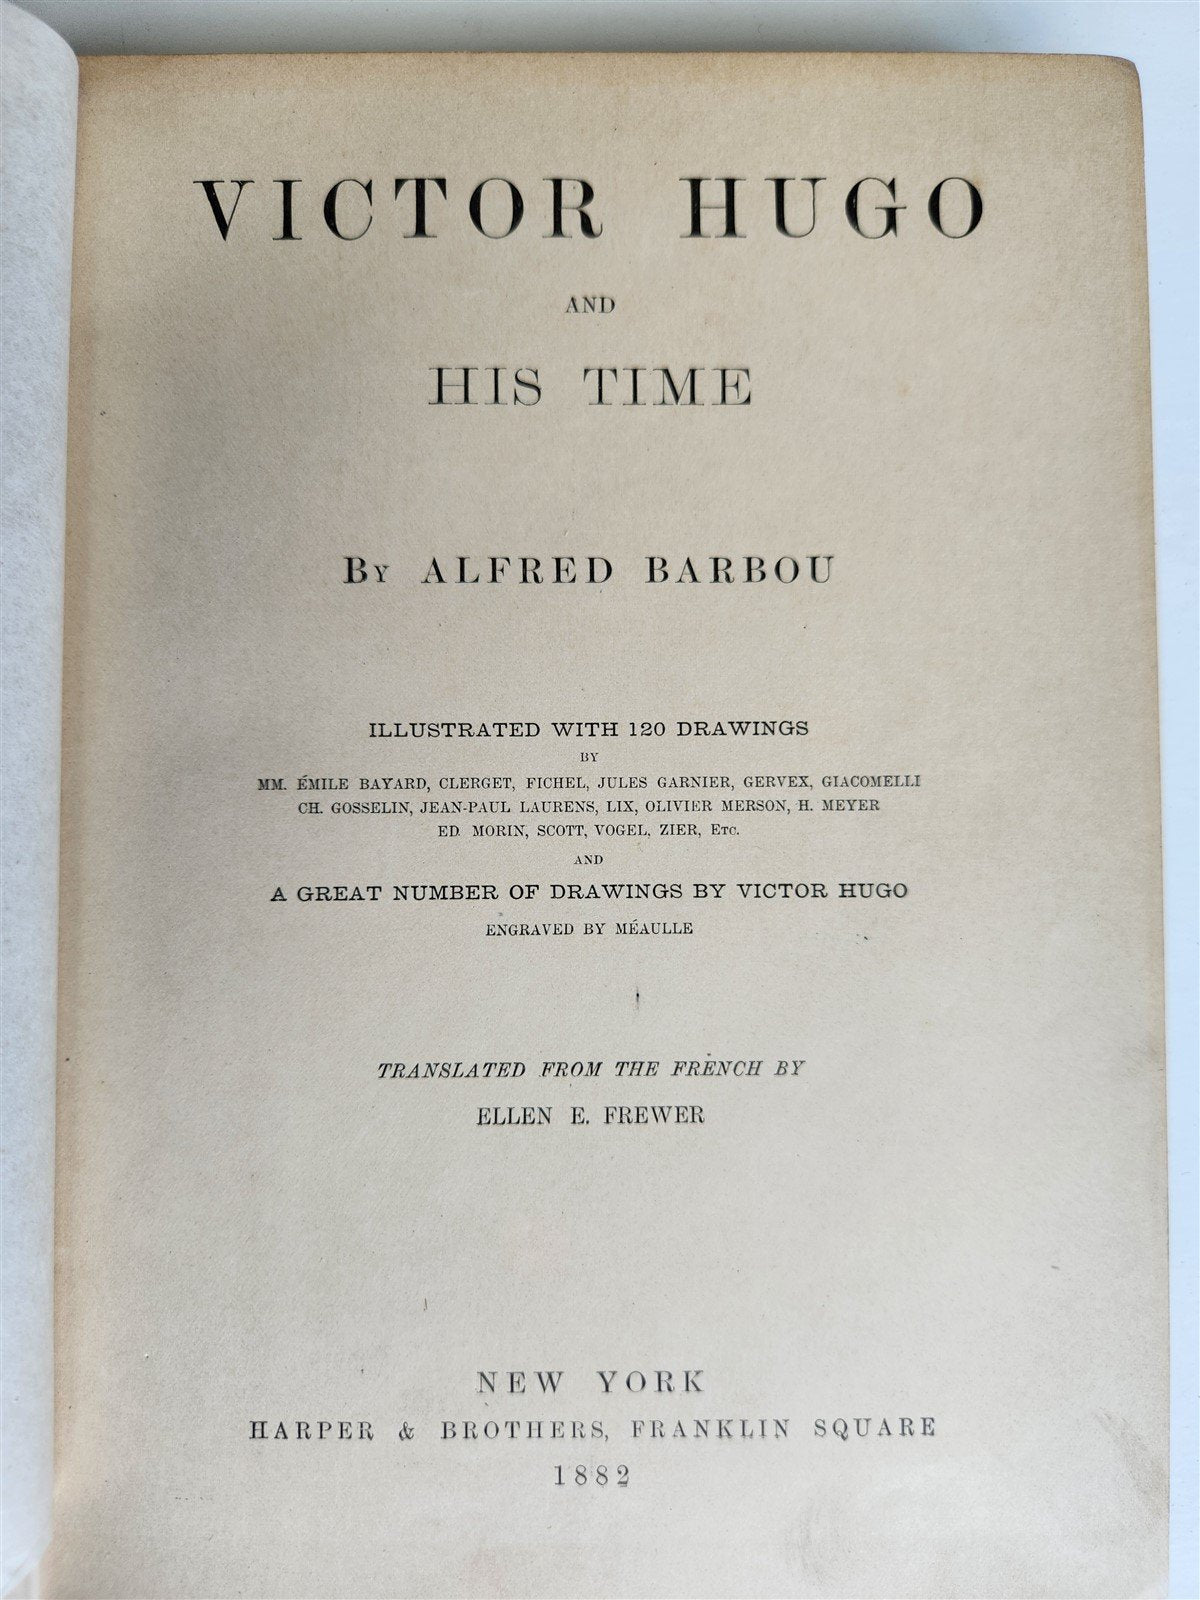 VICTOR HUGO
AND
HIS TIME
By ALFRED BARBOU
ILLUSTRATED WITH 120 DRAWINGS
BY
MM. ÉMILE BAYARD, CLERGET, FICHEL, JULES GARNIER, GERVEX, GIACOMELLI
CH. GOSSELIN, JEAN-PAUL LAURENS, LIX, OLIVIER MERSON, H. MEYER
ED. MORIN, SCOTT, VOGEL, ZIER, Etc.
AND
A GREAT NUMBER OF DRAWINGS BY VICTOR HUGO
ENGRAVED BY MÉAULLE
TRANSLATED FROM THE FRENCH BY
ELLEN E. FREWER
NEW YORK
HARPER & BROTHERS, FRANKLIN SQUARE
1882